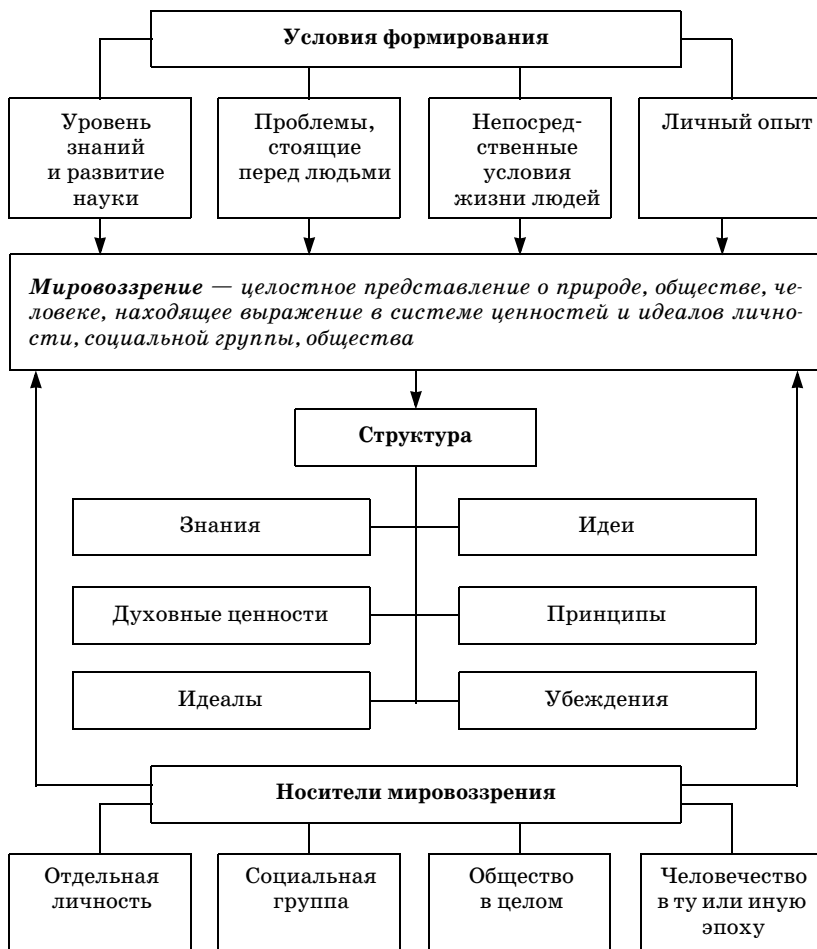 Условия формирования
Уровень
знаний
и развитие
науки
Проблемы,
стоящие
перед людьми
Непосред-
ственные
условия
жизни людей
Личный опыт
Мировоззрение — целостное представление о природе, обществе, че-
ловеке, находящее выражение в системе ценностей и идеалов лично-
сти, социальной группы, общества
Структура
Знания
Идеи
Духовные ценности
Принципы
Идеалы
Убеждения
Носители мировоззрения
Отдельная
личность
Социальная
группа
Общество
в целом
Человечество
в ту или иную
эпоху